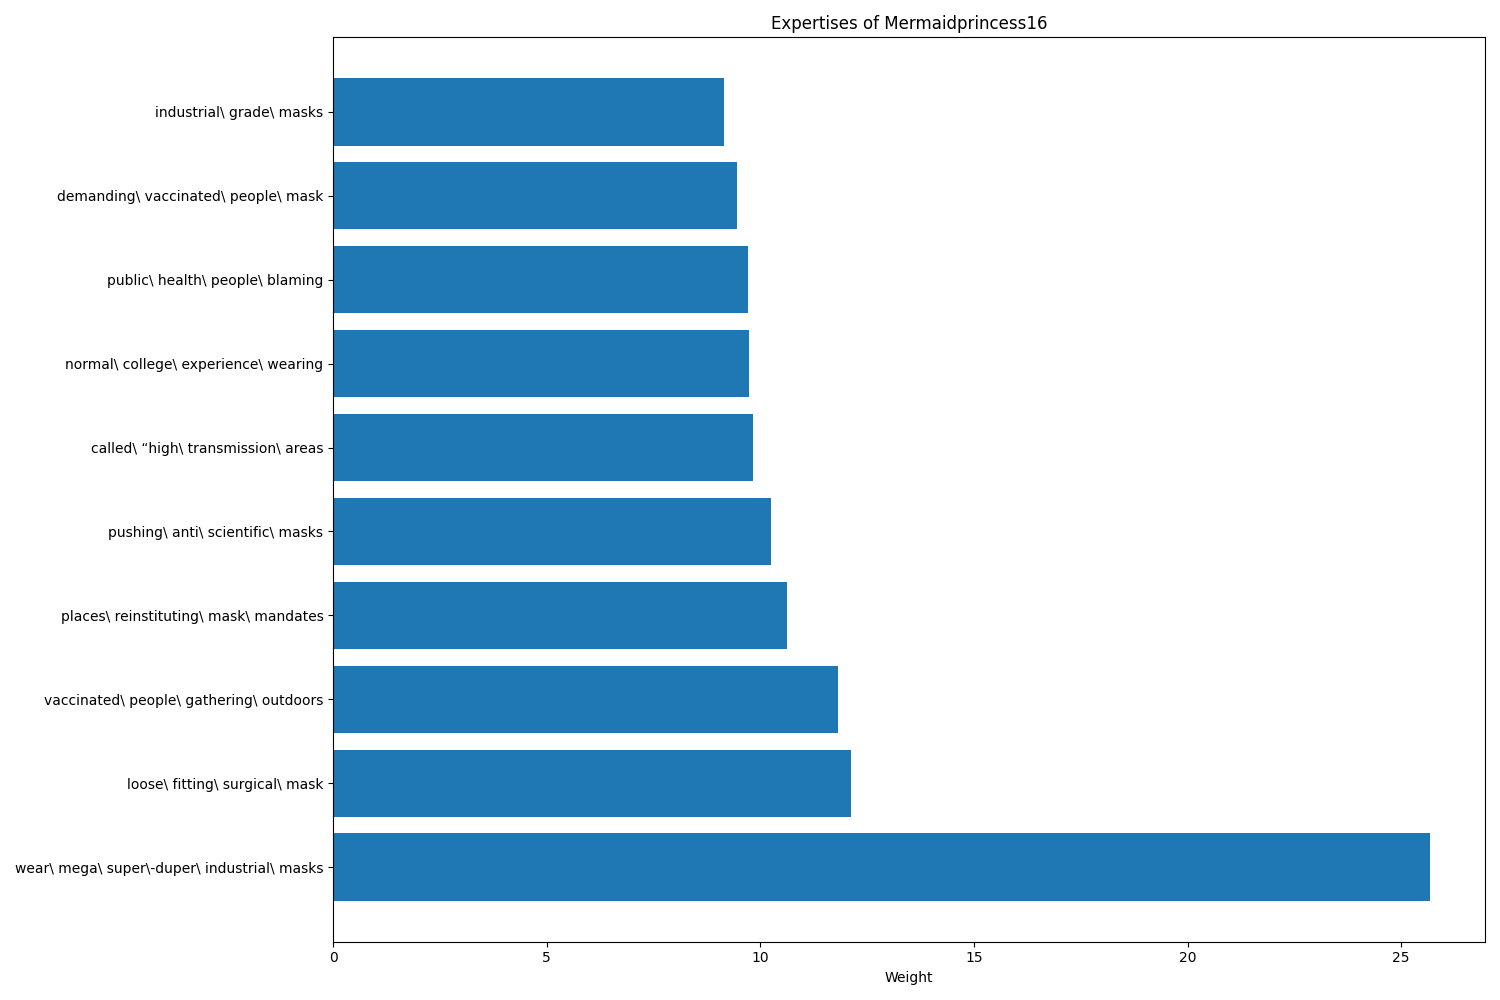 Expertises of Mermaidprincess16
industrial\ grade\ masks
demanding\ vaccinated\ people\ mask
public\ health\ people\ blaming
normal\ college\ experience\ wearing
called\ “high\ transmission\ areas
pushing\ anti\ scientific\ masks
places\ reinstituting\ mask\ mandates
vaccinated\ people\ gathering\ outdoors
loose\ fitting\ surgical\ mask
wear\ mega\ super\-duper\ industrial\ masks
0 5 10 15 20 25
Weight